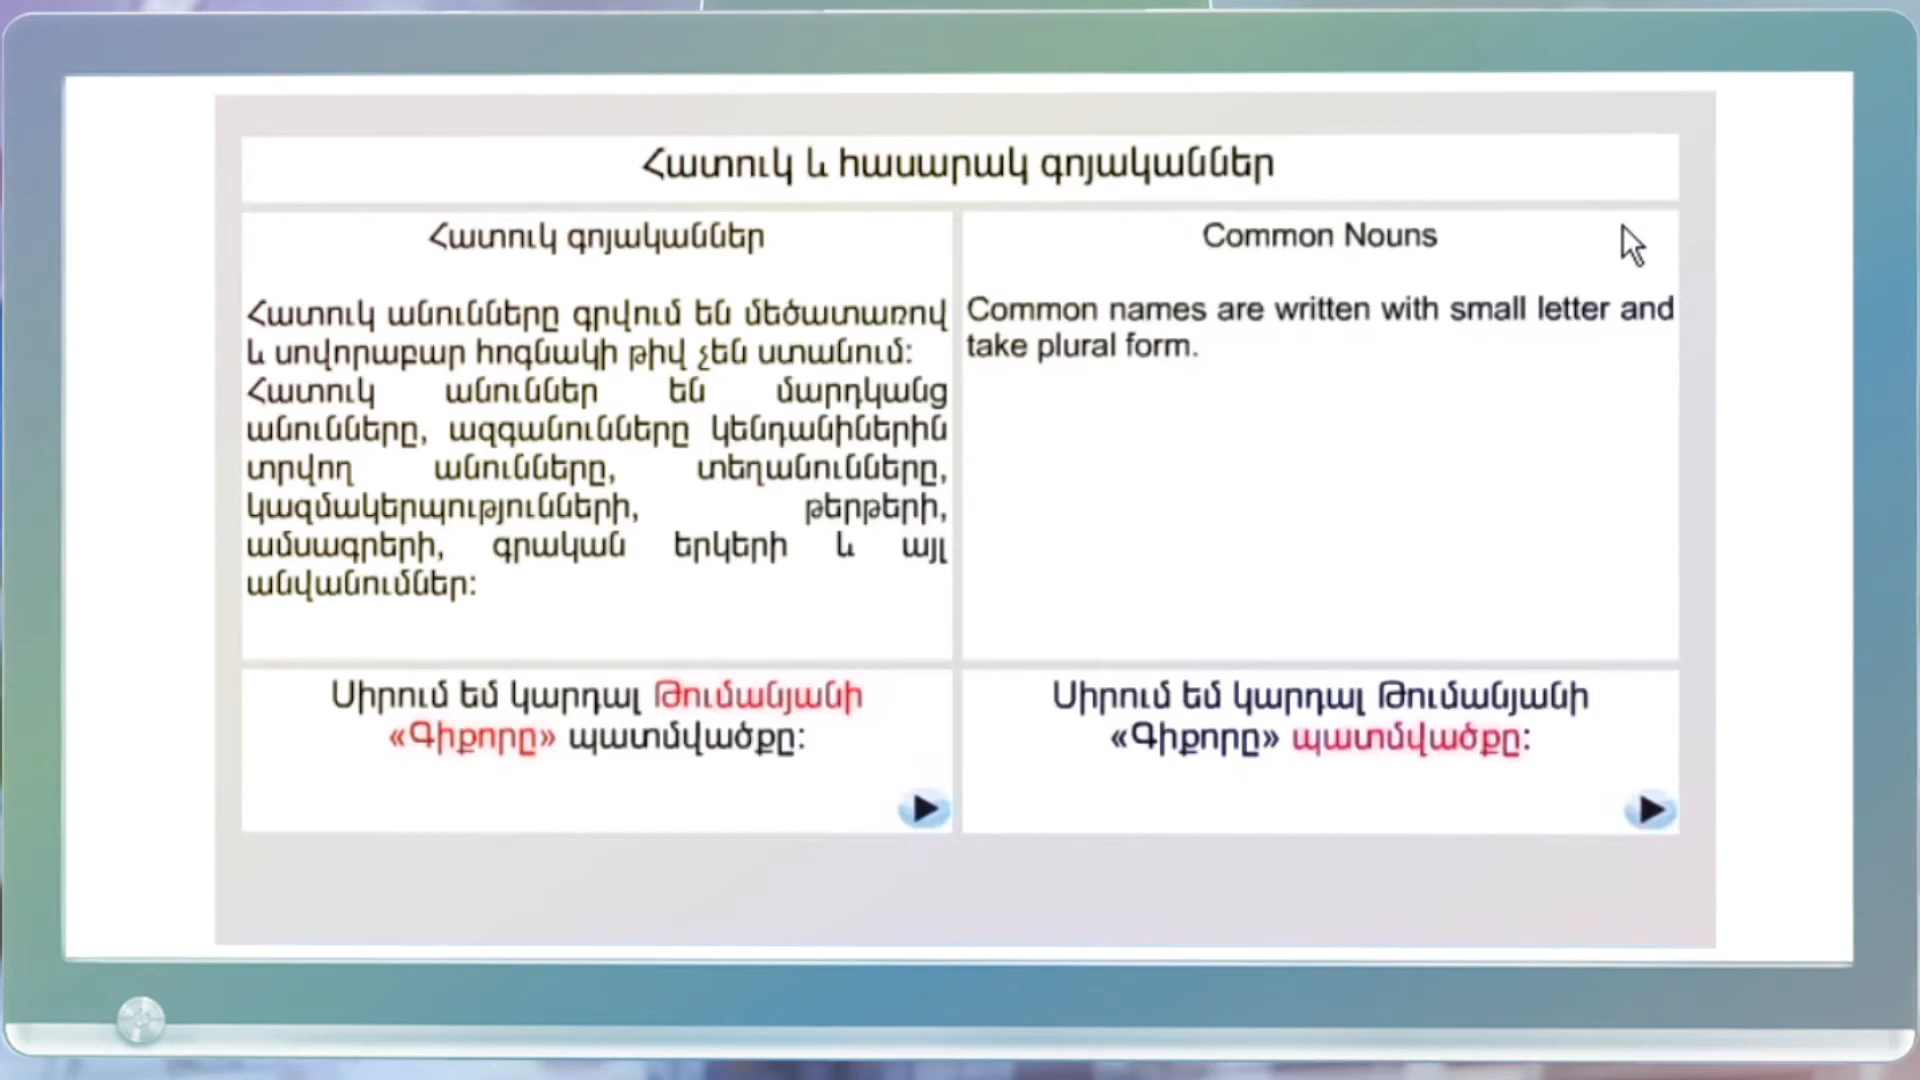 Հատուկ և հասարակ գոյականներ
Հատուկ գոյականներ
Հատուկ անունները գրվում են մեծատառով
և սովորաբար հոգնակի թիվ չեն ստանում:
Հատուկ անուններ են մարդկանց
անունները, ազգանունները կենդանիներին
տրվող անունները, տեղանունները,
կազմակերպությունների, թերթերի,
ամսագրերի, գրական երկերի և այլ
անվանումներ:
Common Nouns
Common names are written with small letter and
take plural form.
Սիրում եմ կարդալ Թումանյանի
«Գիքորը» պատմվածքը:
Սիրում եմ կարդալ Թումանյանի
«Գիքորը» պատմվածքը: